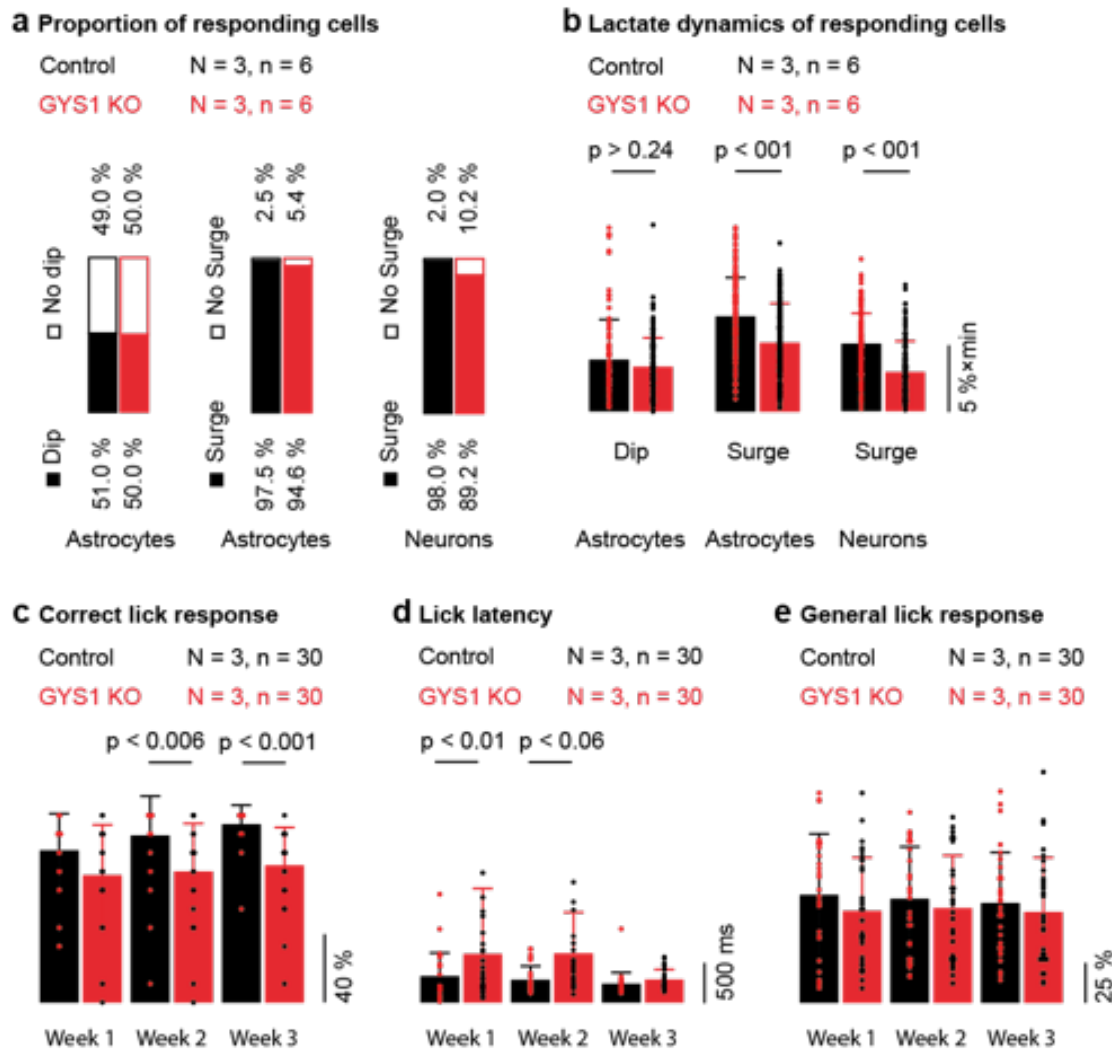 a Proportion of responding cells
Control N = 3, n = 6
GYS1 KO N = 3, n = 6
No dip 49.0 % 50.0 %
Dip 51.0 % 50.0 %
Astrocytes
No Surge 2.5 % 5.4 %
Surge 97.5 % 94.6 %
Astrocytes
No Surge 2.0 % 10.2 %
Surge 98.0 % 89.2 %
Neurons
b Lactate dynamics of responding cells
Control N = 3, n = 6
GYS1 KO N = 3, n = 6
p > 0.24 p < 001 p < 001
5 %×min
Dip Surge Surge
Astrocytes Astrocytes Neurons
c Correct lick response
Control N = 3, n = 30
GYS1 KO N = 3, n = 30
p < 0.006 p < 0.001
40 %
Week 1 Week 2 Week 3
d Lick latency
Control N = 3, n = 30
GYS1 KO N = 3, n = 30
p < 0.01 p < 0.06
500 ms
Week 1 Week 2 Week 3
e General lick response
Control N = 3, n = 30
GYS1 KO N = 3, n = 30
25 %
Week 1 Week 2 Week 3